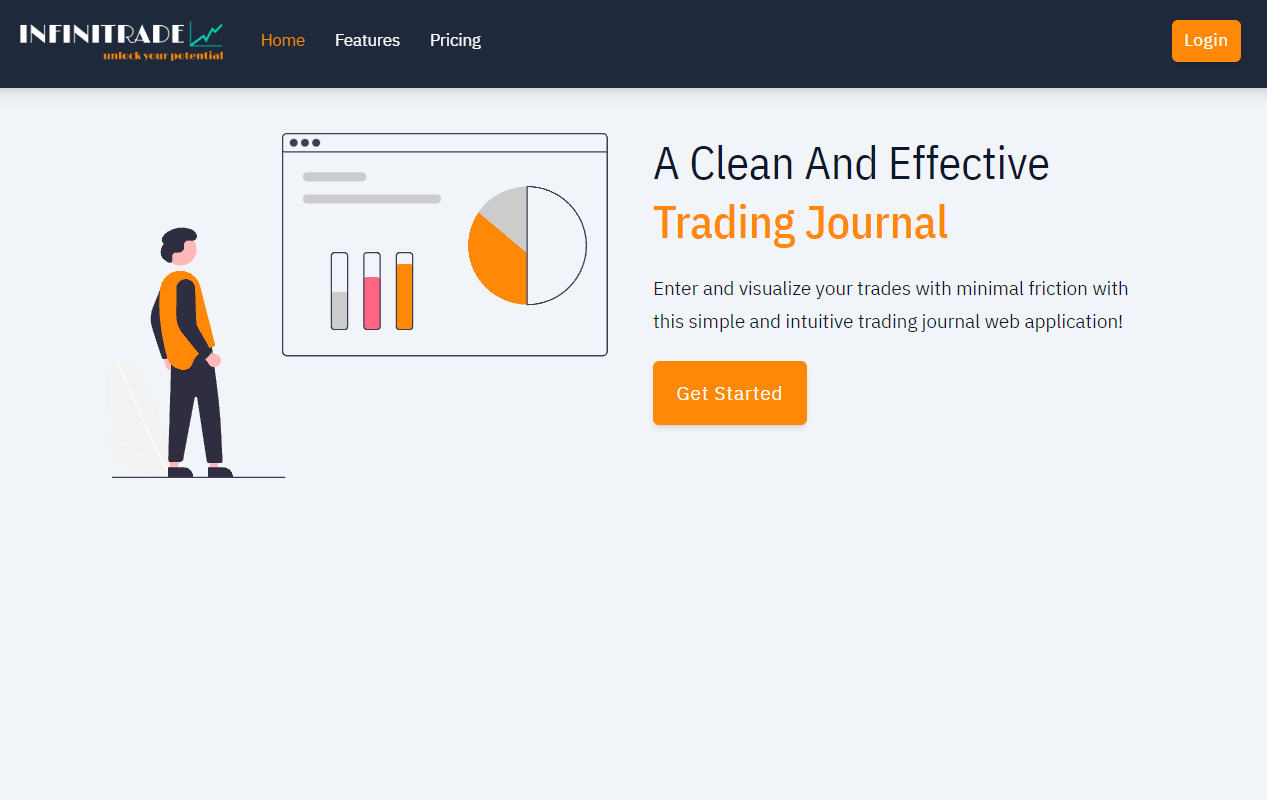 INFINITRADE
unlock your potential
Home
Features
Pricing
Login
A Clean And Effective
Trading Journal
Enter and visualize your trades with minimal friction with
this simple and intuitive trading journal web application!
Get Started